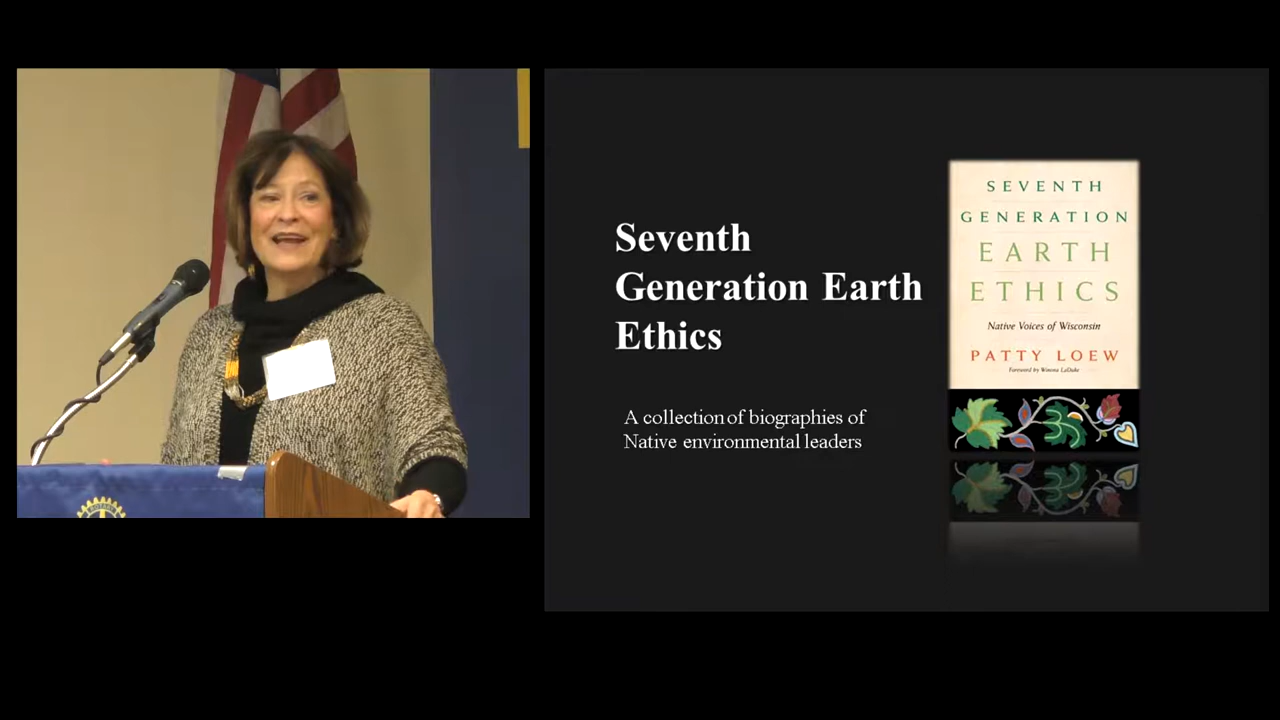 Seventh
Generation Earth
Ethics
A collection of biographies of
Native environmental leaders
SEVENTH
GENERATION
EARTH
ETHICS
Native Voices of Wisconsin
PATTY LOEW
Foreword by Winona LaDuke